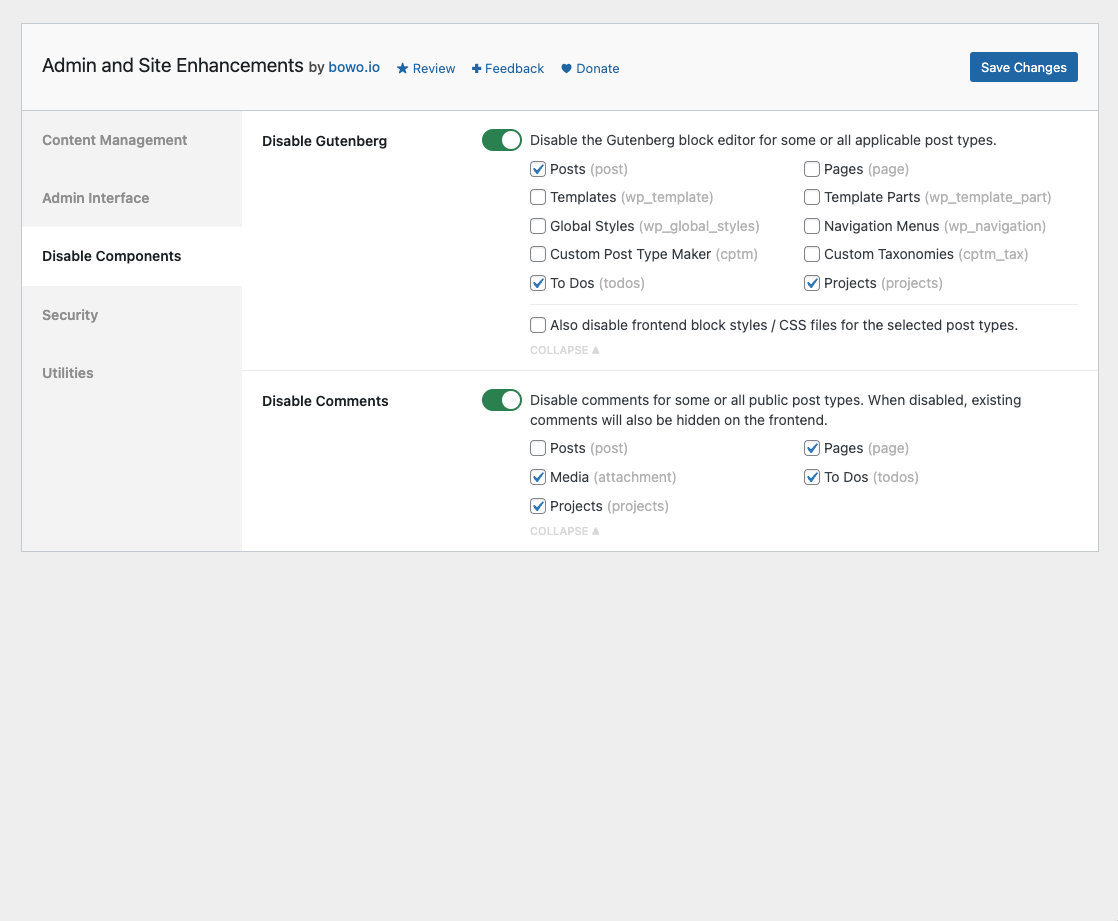 Admin and Site Enhancements by bowo.io Review Feedback Donate Save Changes
Content Management
Admin Interface
Disable Components
Security
Utilities
Disable Gutenberg
Disable the Gutenberg block editor for some or all applicable post types.
Posts (post) Pages (page)
Templates (wp_template) Template Parts (wp_template_part)
Global Styles (wp_global_styles) Navigation Menus (wp_navigation)
Custom Post Type Maker (cptm) Custom Taxonomies (cptm_tax)
To Dos (todos) Projects (projects)
Also disable frontend block styles / CSS files for the selected post types.
COLLAPSE
Disable Comments
Disable comments for some or all public post types. When disabled, existing
comments will also be hidden on the frontend.
Posts (post) Pages (page)
Media (attachment) To Dos (todos)
Projects (projects)
COLLAPSE